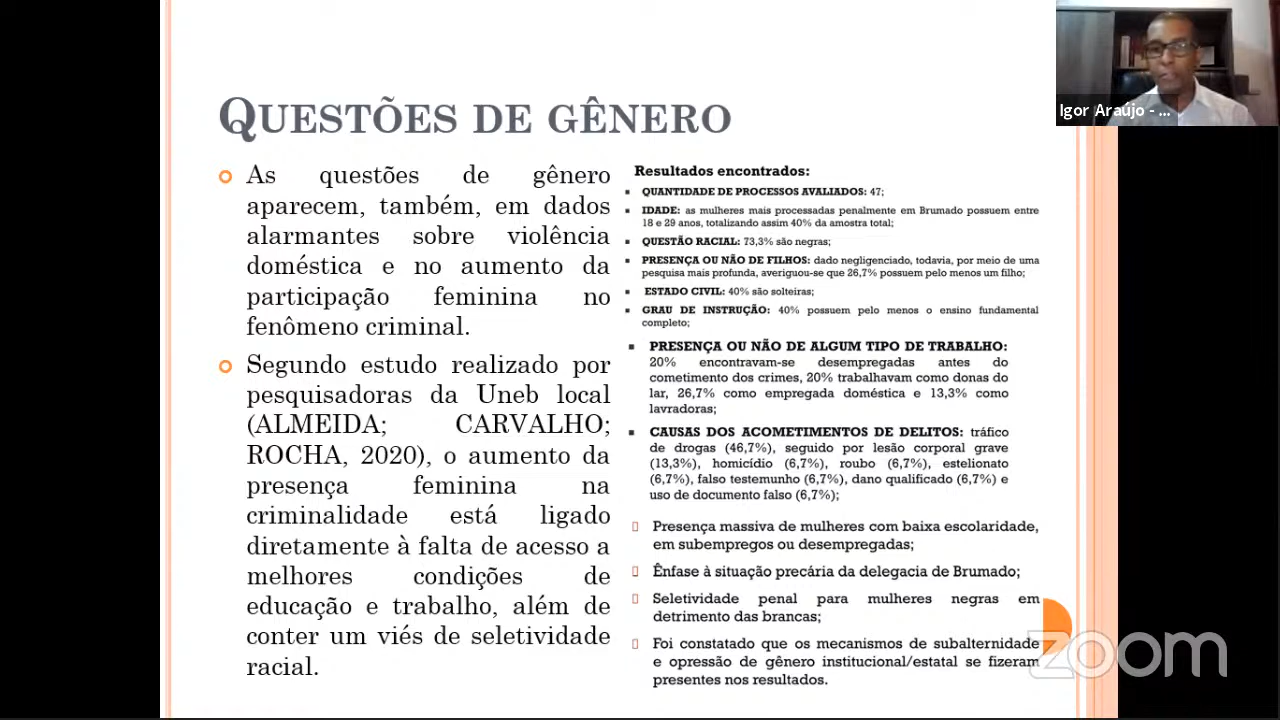 QUESTÕES DE GÊNERO
As questões de gênero
aparecem, também, em dados
alarmantes sobre violência
doméstica e no aumento da
participação feminina no
fenômeno criminal.
Segundo estudo realizado por
pesquisadoras da Uneb local
(ALMEIDA; CARVALHO;
ROCHA, 2020), o aumento da
presença feminina na
criminalidade está ligado
diretamente à falta de acesso a
melhores condições de
educação e trabalho, além de
conter um viés de seletividade
racial.
Resultados encontrados:
QUANTIDADE DE PROCESSOS AVALIADOS: 47;
IDADE: as mulheres mais processadas penalmente em Brumado possuem entre
18 e 29 anos, totalizando assim 40% da amostra total;
QUESTÃO RACIAL: 73,3% são negras;
PRESENÇA OU NÃO DE FILHOS: dado negligenciado, todavia, por meio de uma
pesquisa mais profunda, averiguou-se que 26,7% possuem pelo menos um filho;
ESTADO CIVIL: 40% são solteiras;
GRAU DE INSTRUÇÃO: 40% possuem pelo menos o ensino fundamental
completo;
PRESENÇA OU NÃO DE ALGUM TIPO DE TRABALHO:
20% encontravam-se desempregadas antes do
cometimento dos crimes, 20% trabalhavam como donas do
lar, 26,7% como empregada doméstica e 13,3% como
lavradoras;
CAUSAS DOS ACOMETIMENTOS DE DELITOS: tráfico
de drogas (46,7%), seguido por lesão corporal grave
(13,3%), homicídio (6,7%), roubo (6,7%), estelionato
(6,7%), falso testemunho (6,7%), dano qualificado (6,7%) e
uso de documento falso (6,7%);
Presença massiva de mulheres com baixa escolaridade,
em subempregos ou desempregadas;
Ênfase à situação precária da delegacia de Brumado;
Seletividade penal para mulheres negras em
detrimento das brancas;
Foi constatado que os mecanismos de subalternidade
e opressão de gênero institucional/estatal se fizeram
presentes nos resultados.
Igor Araújo - ...
zoom